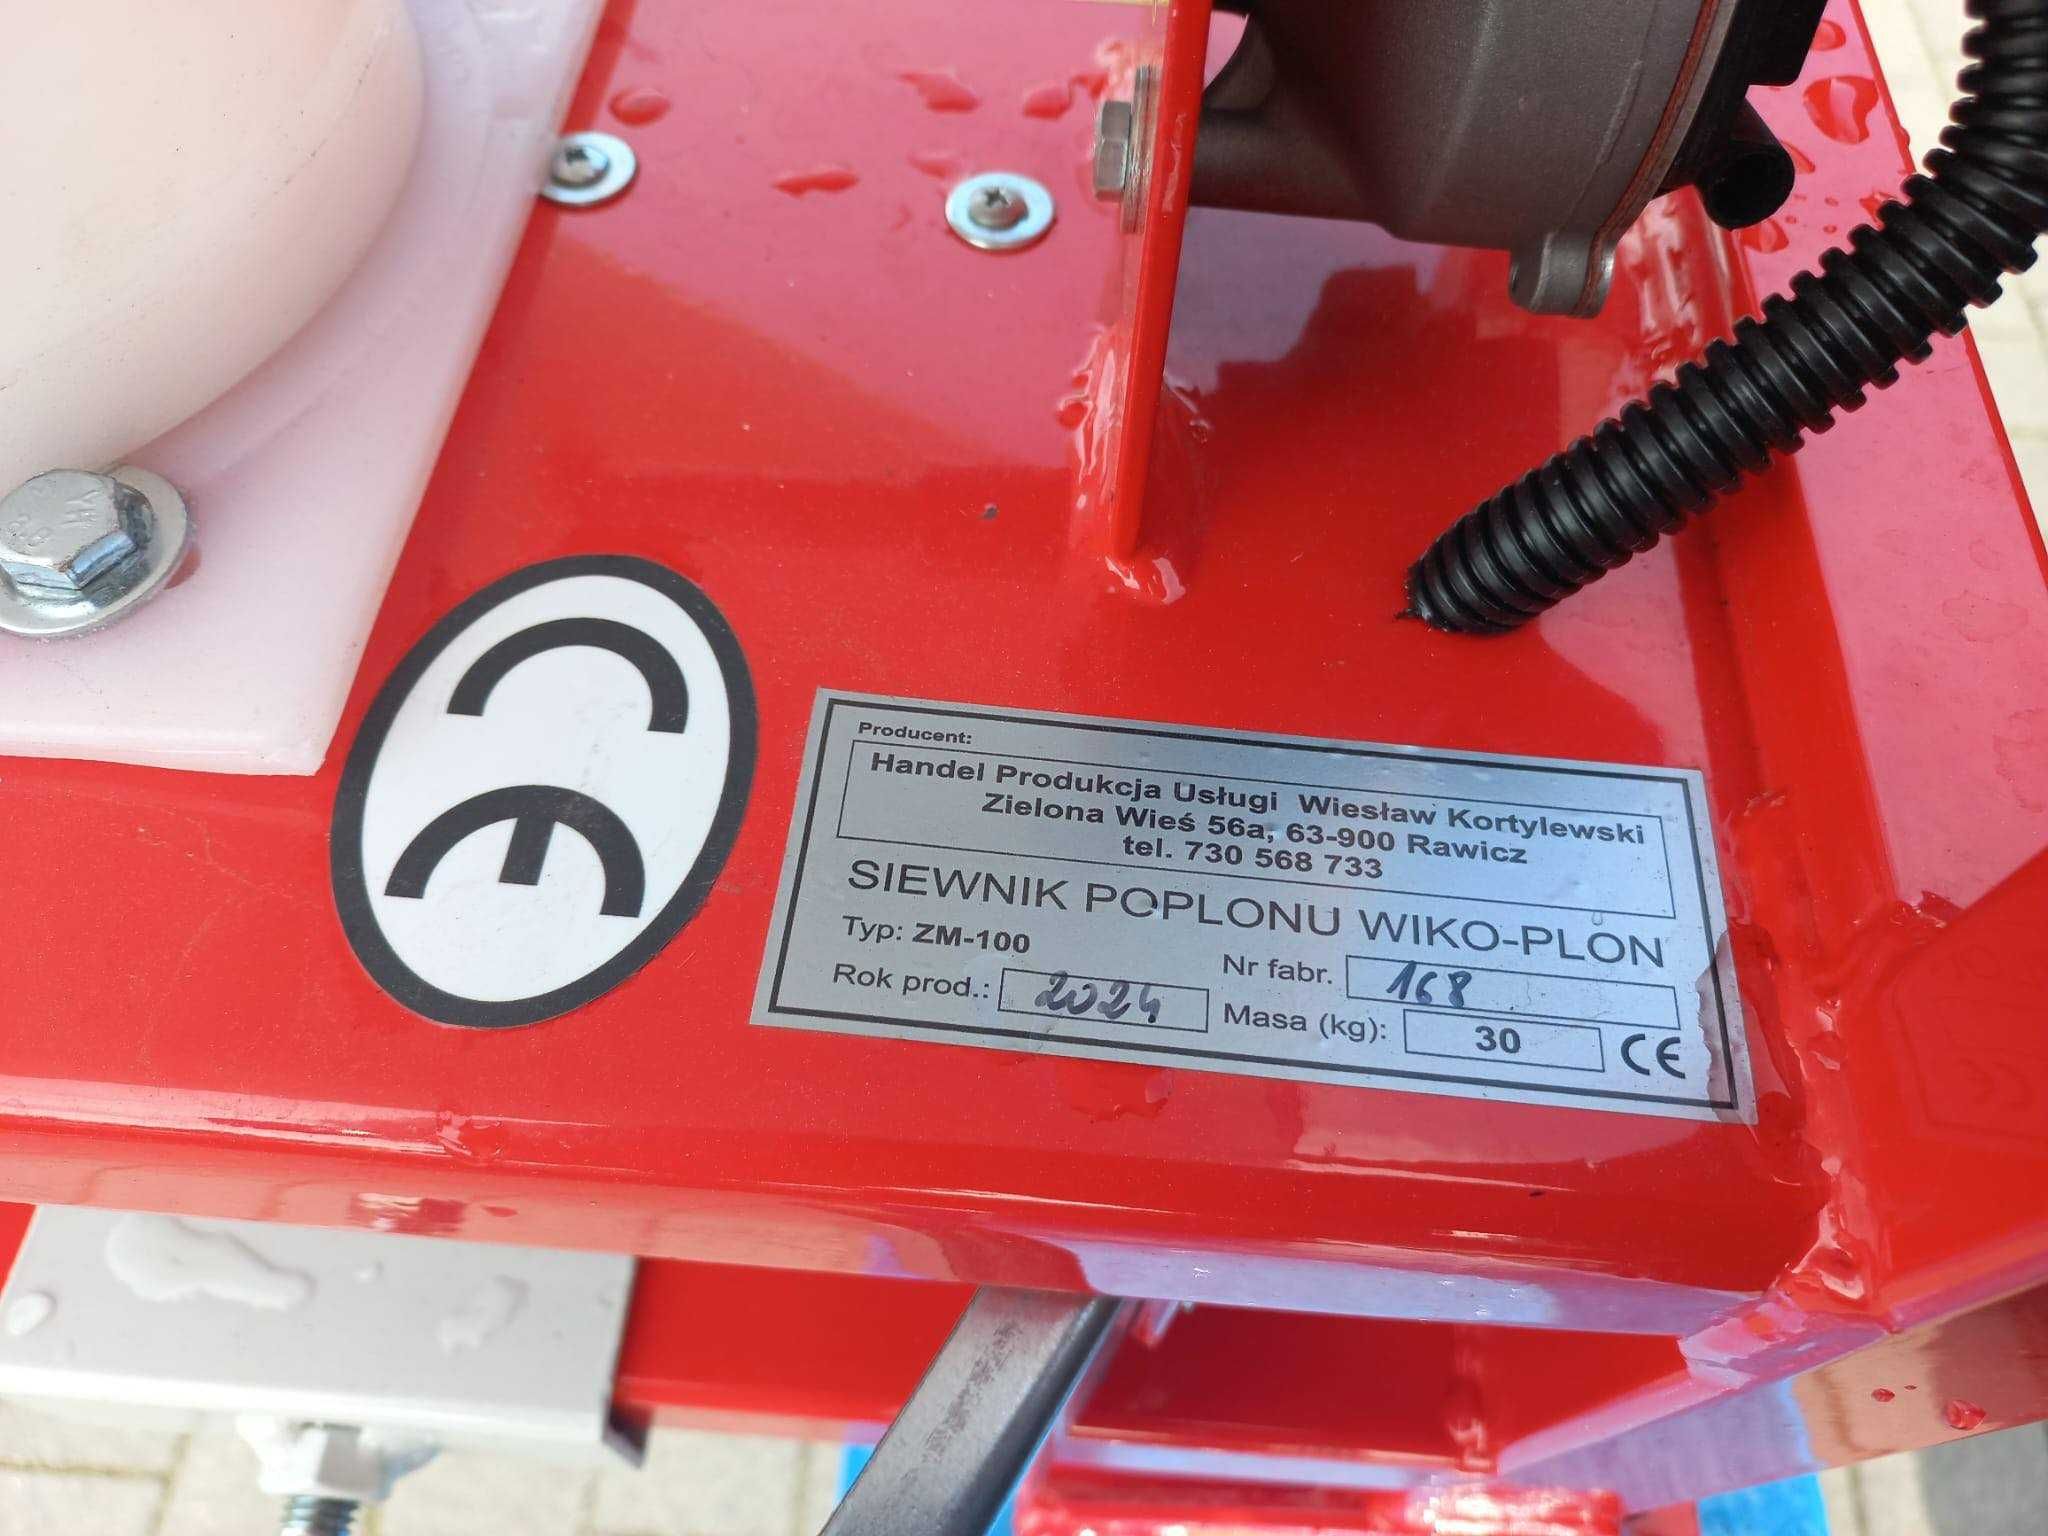 CE
Producent:
Handel Produkcja Usługi Wiesław Kortylewski
Zielona Wieś 56a, 63-900 Rawicz
tel. 730 568 733
SIEWNIK POPLONU WIKO-PLON
Typ: ZM-100
Nr fabr. 168
Rok prod.: 2024
Masa (kg): 30
CE